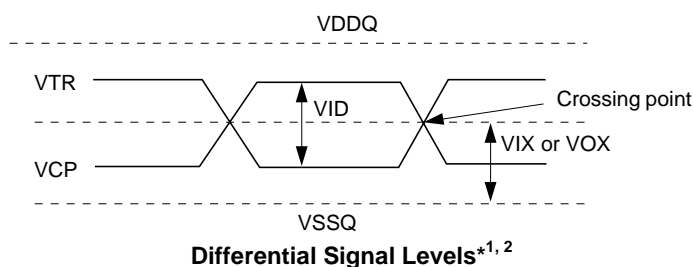 VDDQ
VTR
VID
Crossing point
VIX or VOX
VCP
VSSQ
Differential Signal Levels*1, 2